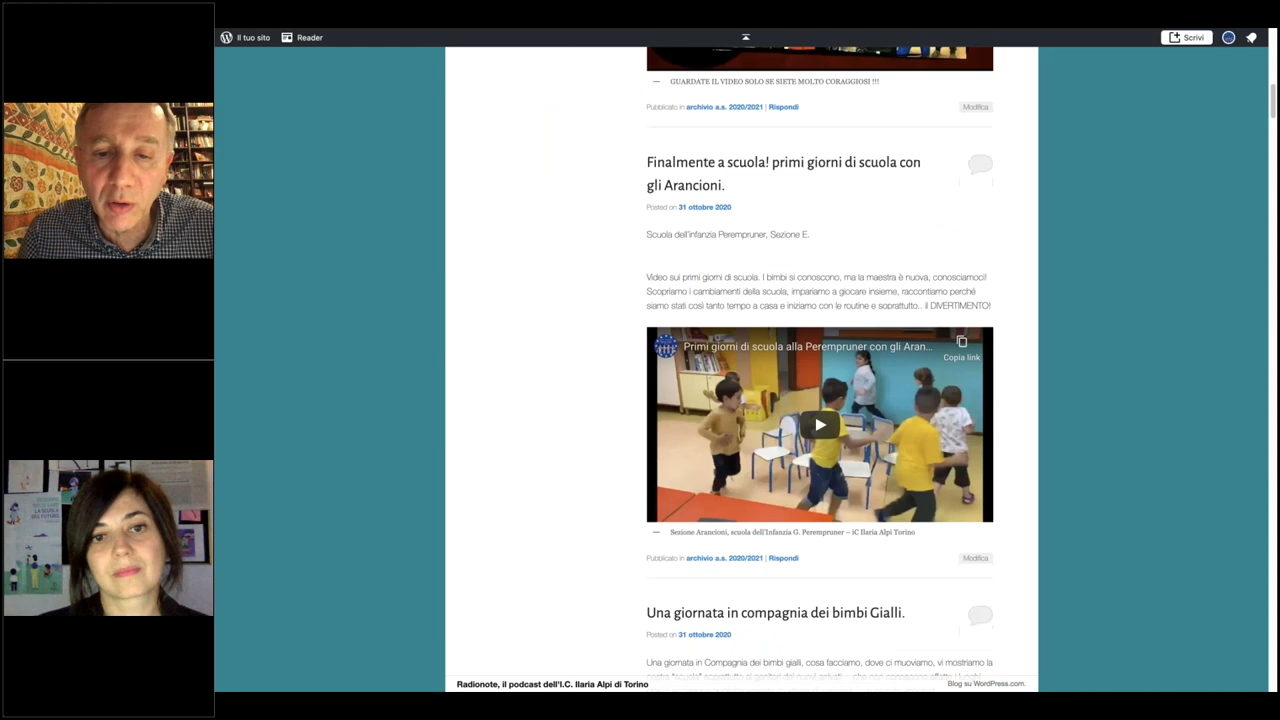 Il tuo sito
Reader
Scrivi
GUARDATE IL VIDEO SOLO SE SIETE MOLTO CORAGGIOSI !!!
Pubblicato in archivio a.s. 2020/2021 | Rispondi
Modifica
Finalmente a scuola! primi giorni di scuola con
gli Arancioni.
Posted on 31 ottobre 2020
Scuola dell'infanzia Perempruner, Sezione E.
Video sui primi giorni di scuola. I bimbi si conoscono, ma la maestra è nuova, conosciamoci!
Scopriamo i cambiamenti della scuola, impariamo a giocare insieme, raccontiamo perché
siamo stati così tanto tempo a casa e iniziamo con le routine e soprattutto.. il DIVERTIMENTO!
Primi giorni di scuola alla Perempruner con gli Aran...
Copia link
LA SCUOLA
DEL FUTURO
— Sezione Arancioni, scuola dell'Infanzia G. Perempruner – iC Ilaria Alpi Torino
Pubblicato in archivio a.s. 2020/2021 | Rispondi
Modifica
Una giornata in compagnia dei bimbi Gialli.
Posted on 31 ottobre 2020
Una giornata in Compagnia dei bimbi gialli, cosa facciamo, dove ci muoviamo, vi mostriamo la
Radionote, il podcast dell'I.C. Ilaria Alpi di Torino
Blog su WordPress.com.